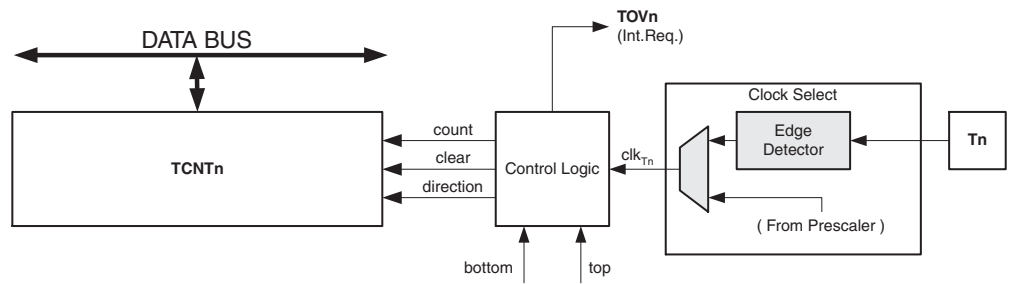 DATA BUS
TOVn
(Int.Req.)
Clock Select
TCNTn
count
clear
direction
Control Logic
clkTn
Edge
Detector
Tn
( From Prescaler )
bottom
top